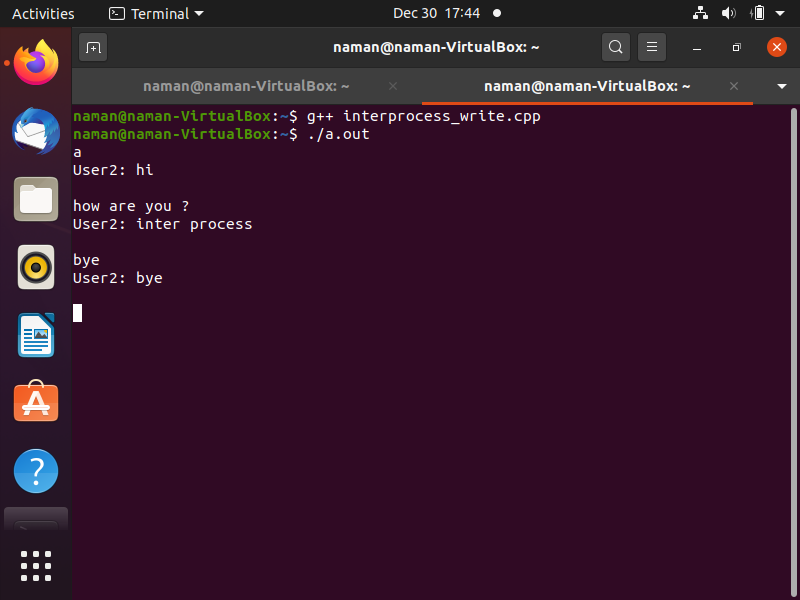 Activities
Terminal
Dec 30 17:44
naman@naman-VirtualBox: ~
naman@naman-VirtualBox: ~
naman@naman-VirtualBox: ~
naman@naman-VirtualBox:~$ g++ interprocess_write.cpp
naman@naman-VirtualBox:~$ ./a.out
a
User2: hi
how are you ?
User2: inter process
bye
User2: bye